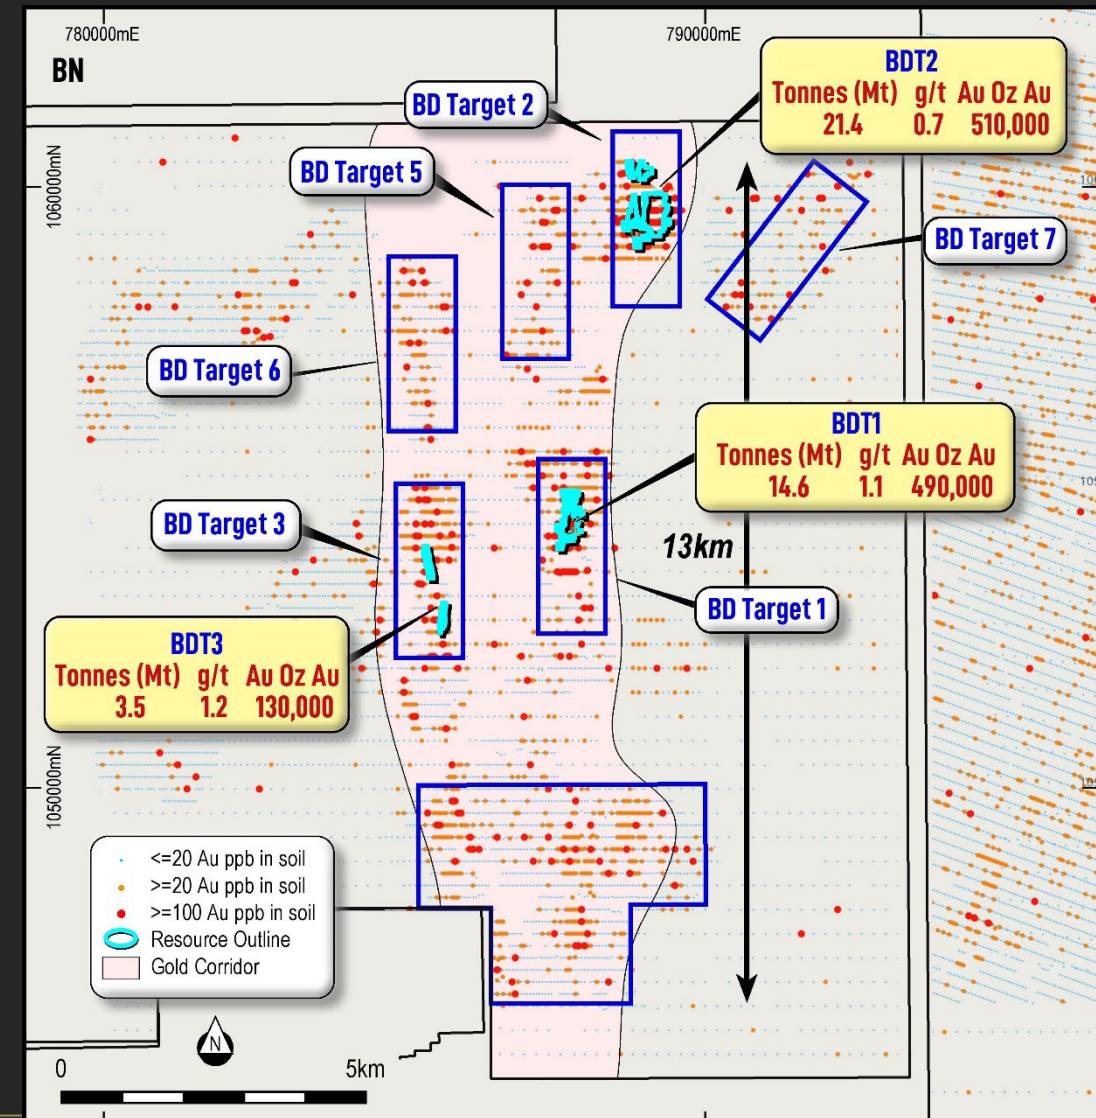 780000mE
790000mE
BN
BDT2
Tonnes (Mt) g/t Au Oz Au
21.4 0.7 510,000
BD Target 2
BD Target 5
1060000mN
BD Target 7
BD Target 6
BDT1
Tonnes (Mt) g/t Au Oz Au
14.6 1.1 490,000
BD Target 3
13km
BD Target 1
BDT3
Tonnes (Mt) g/t Au Oz Au
3.5 1.2 130,000
1050000mN
<=20 Au ppb in soil
>=20 Au ppb in soil
>=100 Au ppb in soil
Resource Outline
Gold Corridor
N
0 5km